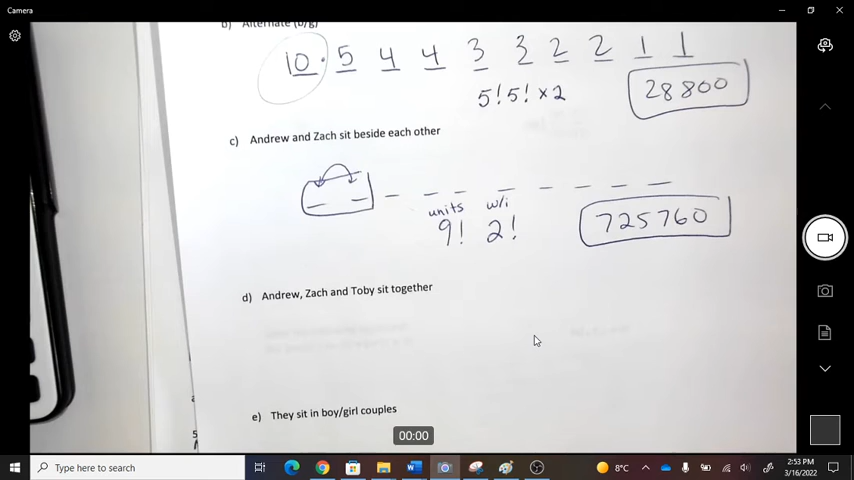 Camera
b) Alternate (b/g)
10 · 5 4 4 3 3 2 2 1 1
5! 5! × 2
28800
c) Andrew and Zach sit beside each other
units w/i
9! 2!
725760
d) Andrew, Zach and Toby sit together
e) They sit in boy/girl couples
00:00
Type here to search
8°C
2:53 PM
3/16/2022